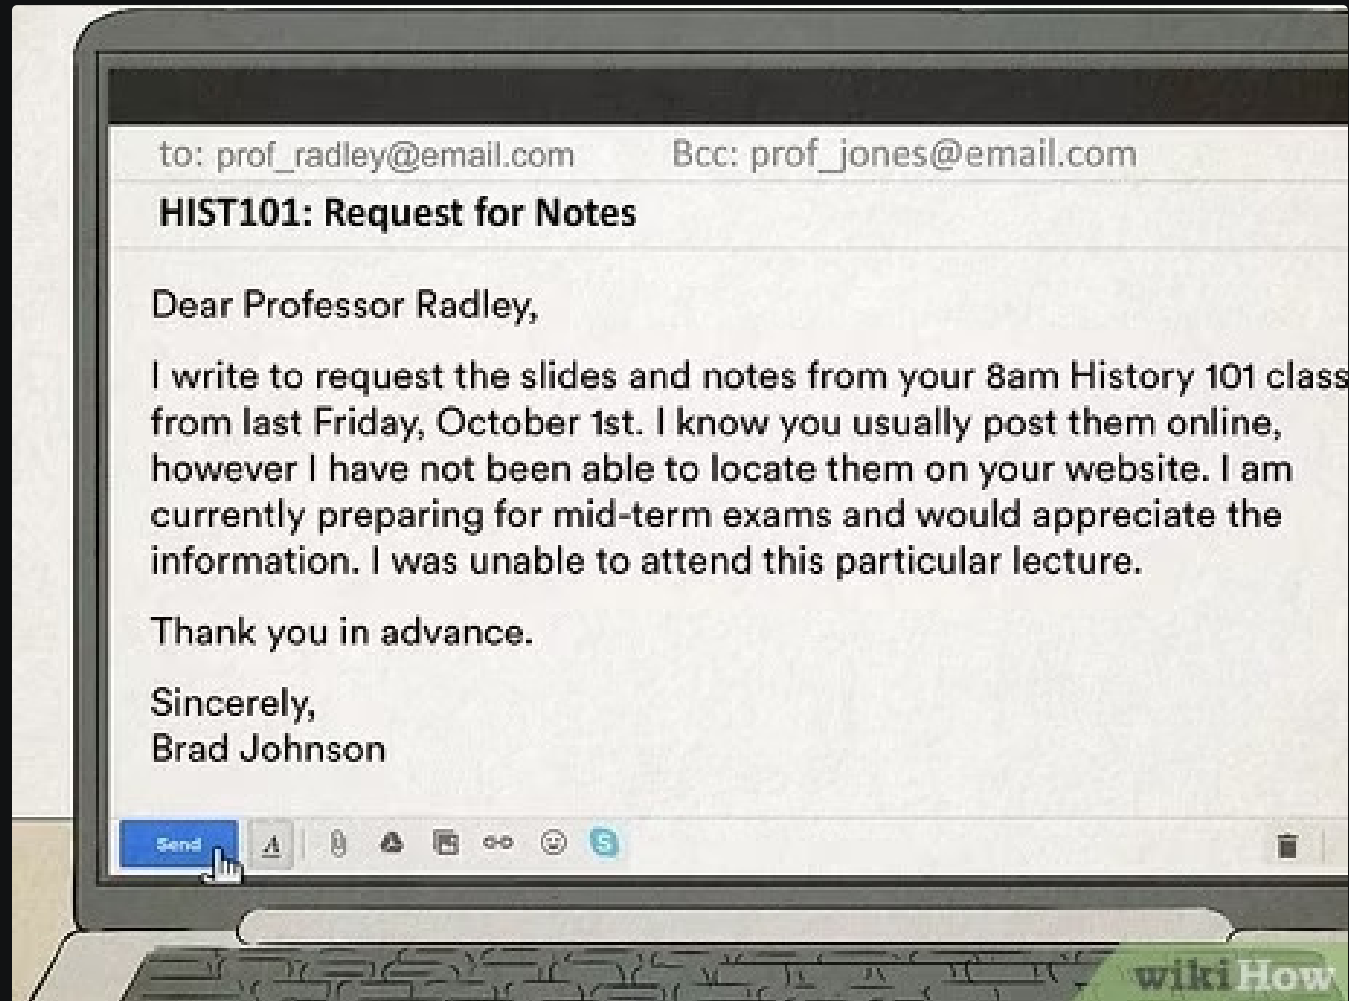 to: prof_radley@email.com Bcc: prof_jones@email.com
HIST101: Request for Notes
Dear Professor Radley,
I write to request the slides and notes from your 8am History 101 class
from last Friday, October 1st. I know you usually post them online,
however I have not been able to locate them on your website. I am
currently preparing for mid-term exams and would appreciate the
information. I was unable to attend this particular lecture.
Thank you in advance.
Sincerely,
Brad Johnson
Send A S
wikiHow